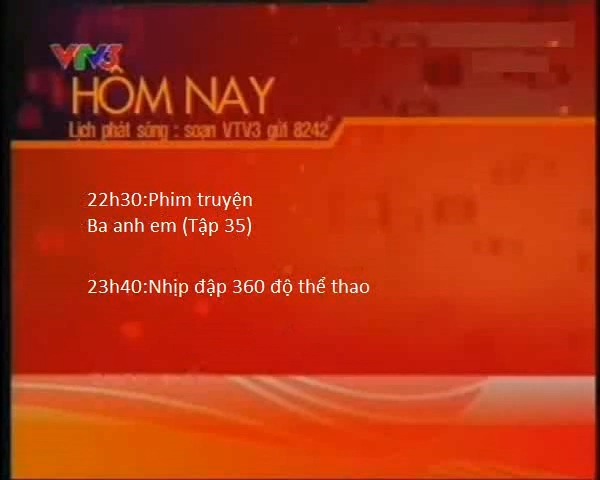 VTV3
HÔM NAY
Lịch phát sóng : soạn VTV3 gửi 8242
22h30:Phim truyện
Ba anh em (Tập 35)
23h40:Nhịp đập 360 độ thể thao